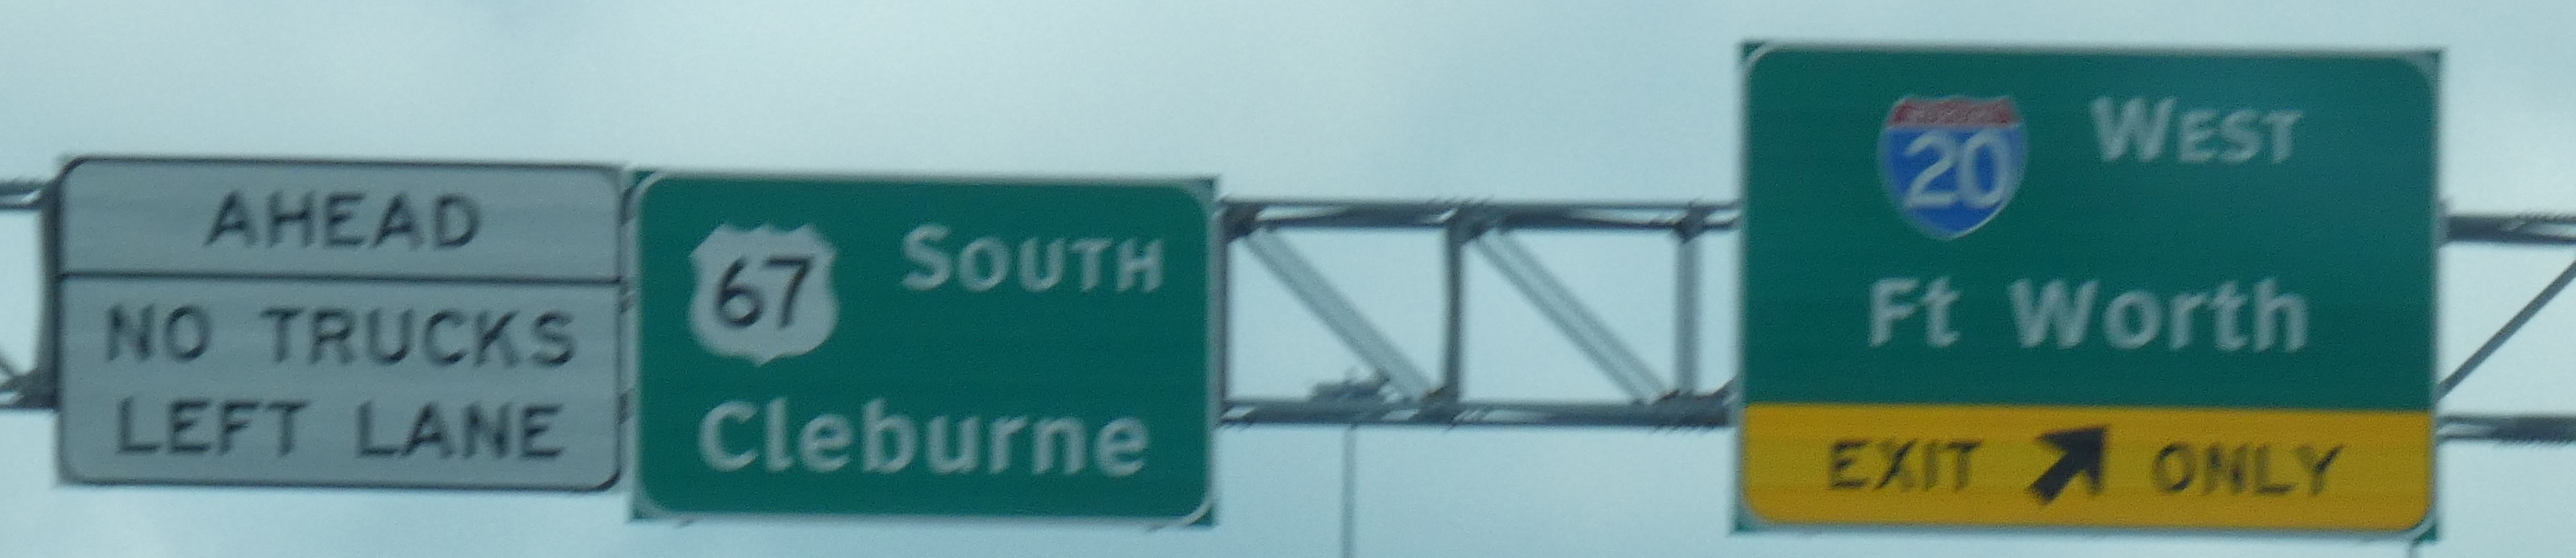 AHEAD
NO TRUCKS
LEFT LANE
67 SOUTH
Cleburne
20 WEST
Ft Worth
EXIT ONLY